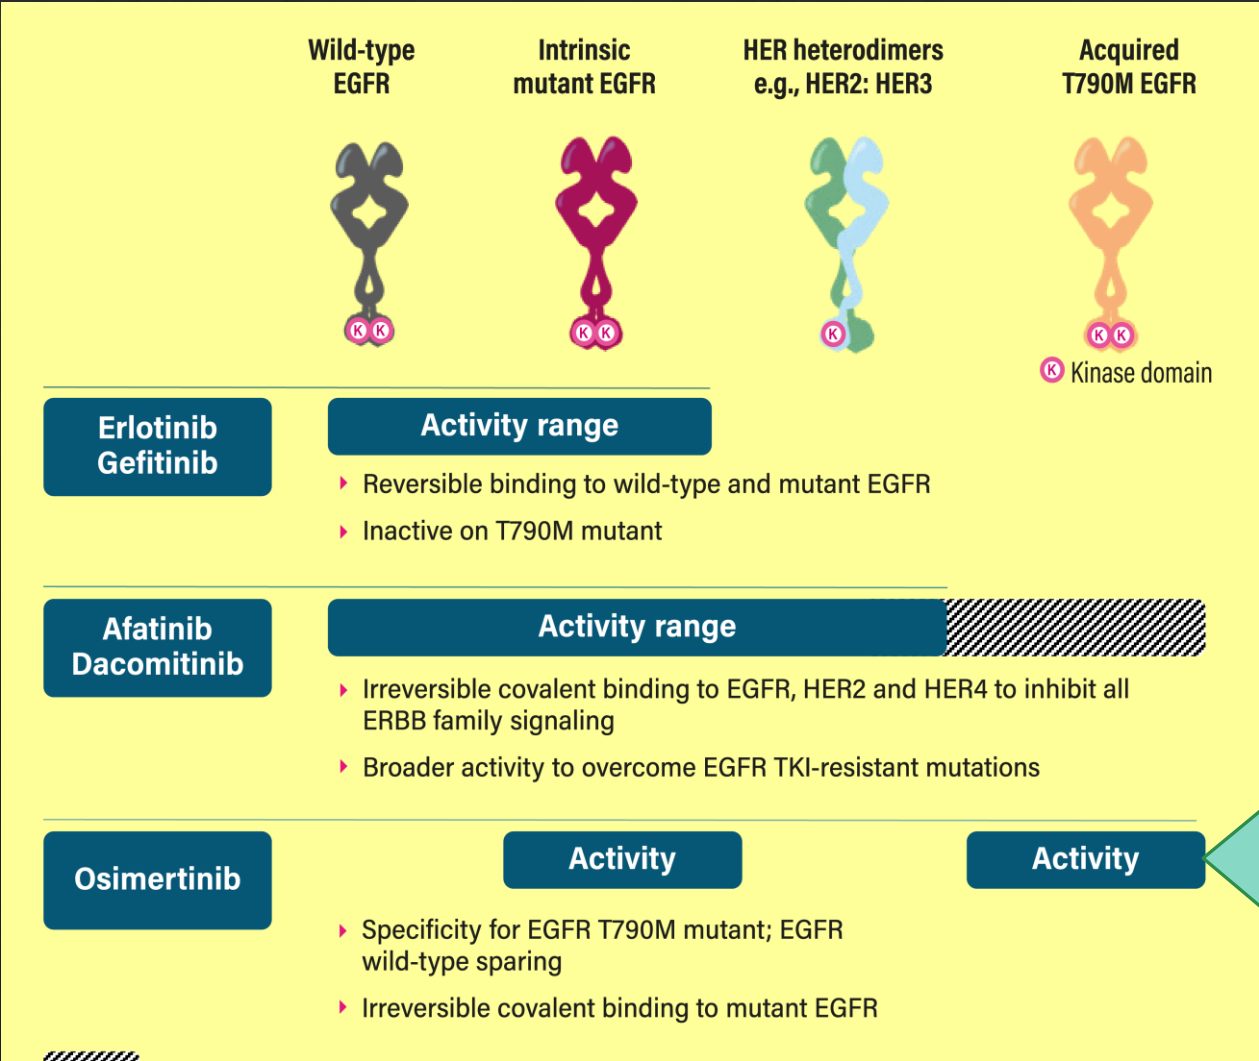 Wild-type
EGFR
Intrinsic
mutant EGFR
HER heterodimers
e.g., HER2: HER3
Acquired
T790M EGFR
K K
K K
K
K K
K Kinase domain
Erlotinib
Gefitinib
Activity range
Reversible binding to wild-type and mutant EGFR
Inactive on T790M mutant
Afatinib
Dacomitinib
Activity range
Irreversible covalent binding to EGFR, HER2 and HER4 to inhibit all
ERBB family signaling
Broader activity to overcome EGFR TKI-resistant mutations
Osimertinib
Activity
Activity
Specificity for EGFR T790M mutant; EGFR
wild-type sparing
Irreversible covalent binding to mutant EGFR